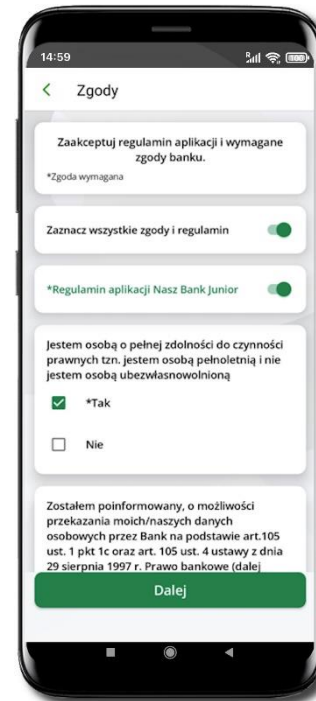 14:59
Zgody
Zaakceptuj regulamin aplikacji i wymagane
zgody banku.
*Zgoda wymagana
Zaznacz wszystkie zgody i regulamin
*Regulamin aplikacji Nasz Bank Junior
Jestem osobą o pełnej zdolności do czynności
prawnych tzn. jestem osobą pełnoletnią i nie
jestem osobą ubezwłasnowolnioną
*Tak
Nie
Zostałem poinformowany, o możliwości
przekazania moich/naszych danych
osobowych przez Bank na podstawie art.105
ust. 1 pkt 1c oraz art. 105 ust. 4 ustawy z dnia
29 sierpnia 1997 r. Prawo bankowe (dalej
Dalej